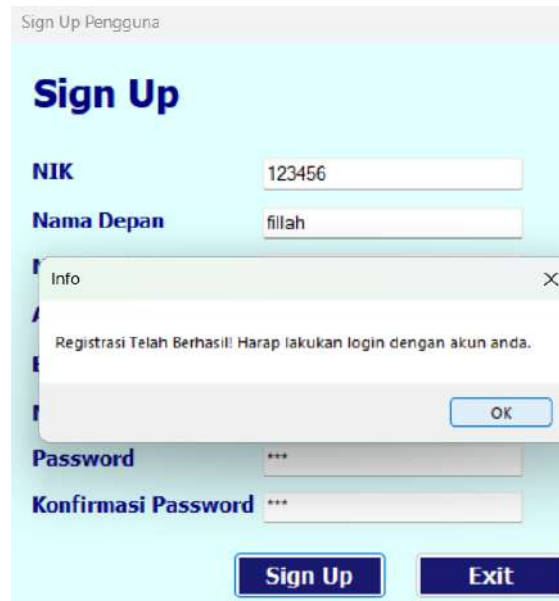 Sign Up Pengguna
Sign Up
NIK 123456
Nama Depan fillah
Info
Registrasi Telah Berhasil! Harap lakukan login dengan akun anda.
OK
Password ***
Konfirmasi Password ***
Sign Up Exit